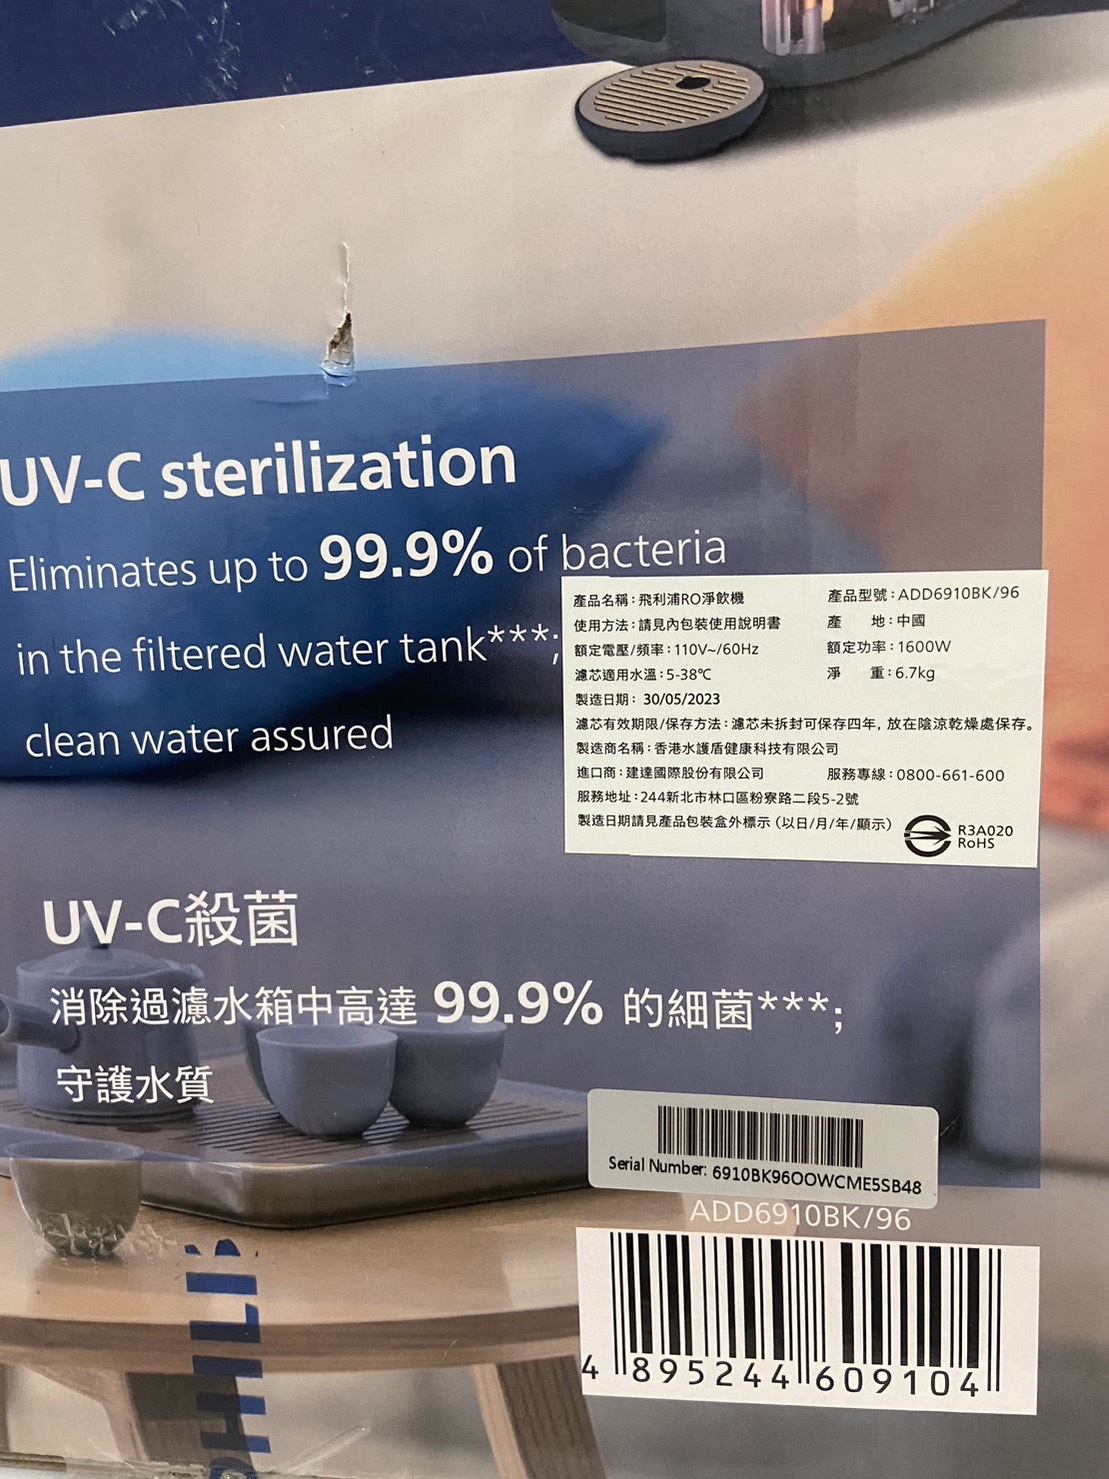 UV-C sterilization
Eliminates up to 99.9% of bacteria
in the filtered water tank***;
clean water assured
產品名稱:飛利浦RO淨飲機 產品型號:ADD6910BK/96
使用方法:請見內包裝使用說明書 產 地:中國
額定電壓/頻率:110V~/60Hz 額定功率:1600W
濾芯適用水溫:5-38℃ 淨 重:6.7kg
製造日期: 30/05/2023
濾芯有效期限/保存方法:濾芯未拆封可保存四年, 放在陰涼乾燥處保存。
製造商名稱:香港水護盾健康科技有限公司
進口商:建達國際股份有限公司 服務專線:0800-661-600
服務地址:244新北市林口區粉寮路二段5-2號
製造日期請見產品包裝盒外標示 (以日/月/年/顯示)
R3A020
RoHS
UV-C殺菌
消除過濾水箱中高達 99.9% 的細菌***;
守護水質
Serial Number: 6910BK96OOWCME5SB48
ADD6910BK/96
4 895244 609104
PHILIP